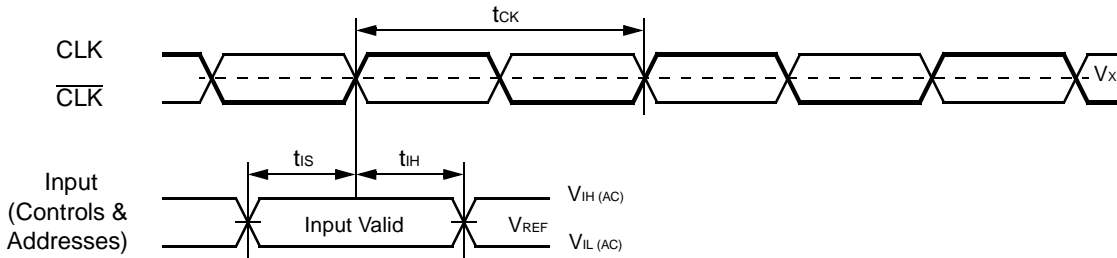 tCK
CLK
CLK
VX
tIS
tIH
Input
(Controls &
Addresses)
Input Valid
VREF
VIH (AC)
VIL (AC)